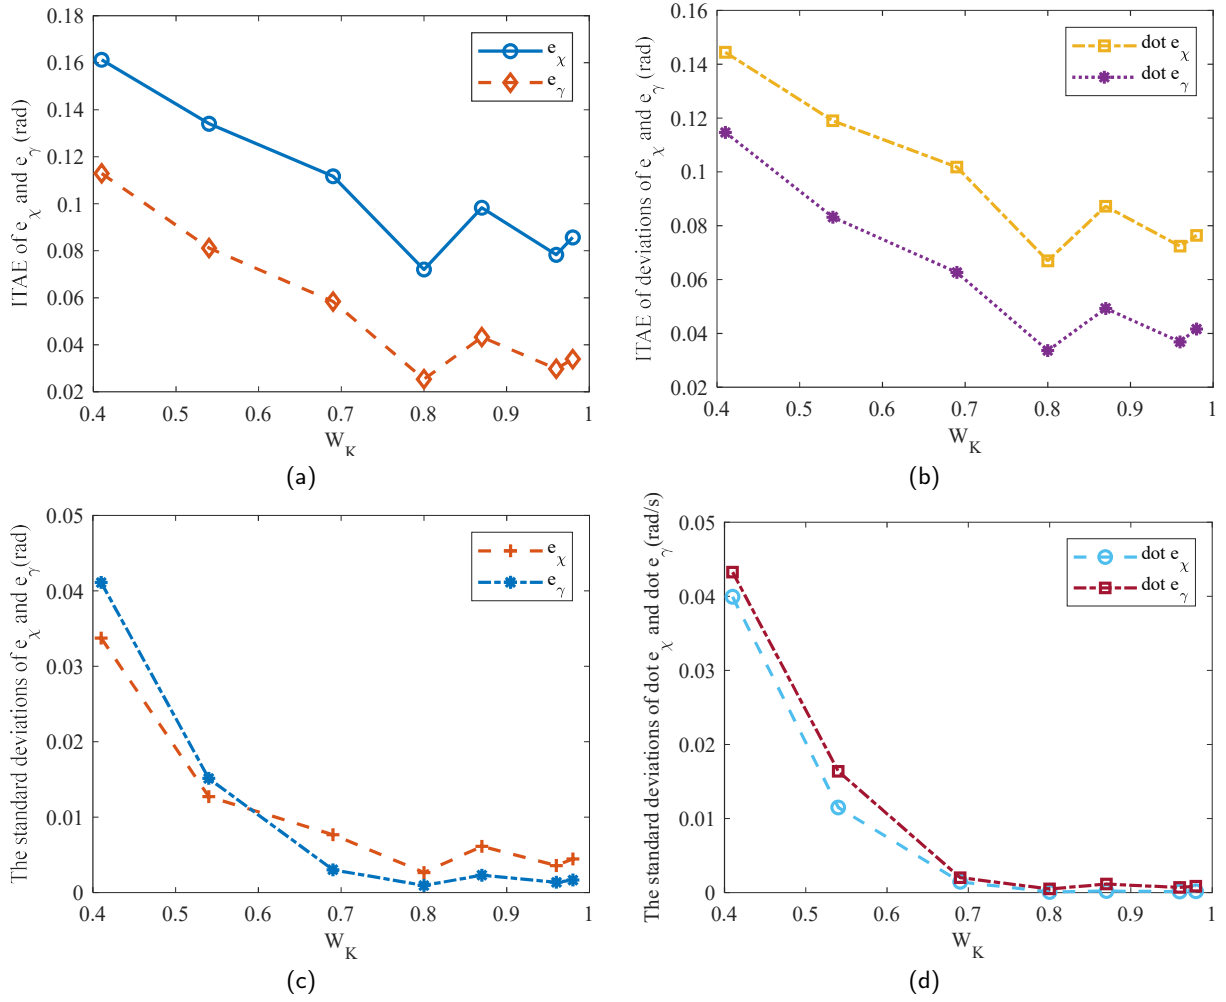 0.18
0.16
0.14
0.12
0.1
0.08
0.06
0.04
0.02
0.4
0.5
0.6
0.7
0.8
0.9
1
ITAE of e_χ and e_γ (rad)
W_K
e_χ
e_γ
(a)
0.16
0.14
0.12
0.1
0.08
0.06
0.04
0.02
0.4
0.5
0.6
0.7
0.8
0.9
1
ITAE of deviations of e_χ and e_γ (rad)
W_K
dot e_χ
dot e_γ
(b)
0.05
0.04
0.03
0.02
0.01
0
0.4
0.5
0.6
0.7
0.8
0.9
1
The standard deviations of e_χ and e_γ(rad)
W_K
e_χ
e_γ
(c)
0.05
0.04
0.03
0.02
0.01
0
0.4
0.5
0.6
0.7
0.8
0.9
1
The standard deviations of dot e_χ and dot e_γ(rad/s)
W_K
dot e_χ
dot e_γ
(d)